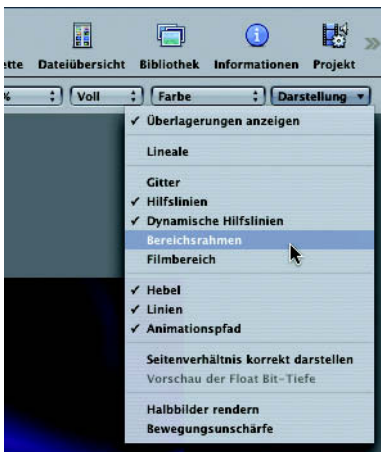 tte Dateiübersicht Bibliothek Informationen Projekt
% Voll Farbe Darstellung
✓ Überlagerungen anzeigen
Lineale
Gitter
✓ Hilfslinien
✓ Dynamische Hilfslinien
Bereichsrahmen
Filmbereich
✓ Hebel
✓ Linien
✓ Animationspfad
Seitenverhältnis korrekt darstellen
Vorschau der Float Bit-Tiefe
Halbbilder rendern
Bewegungsunschärfe